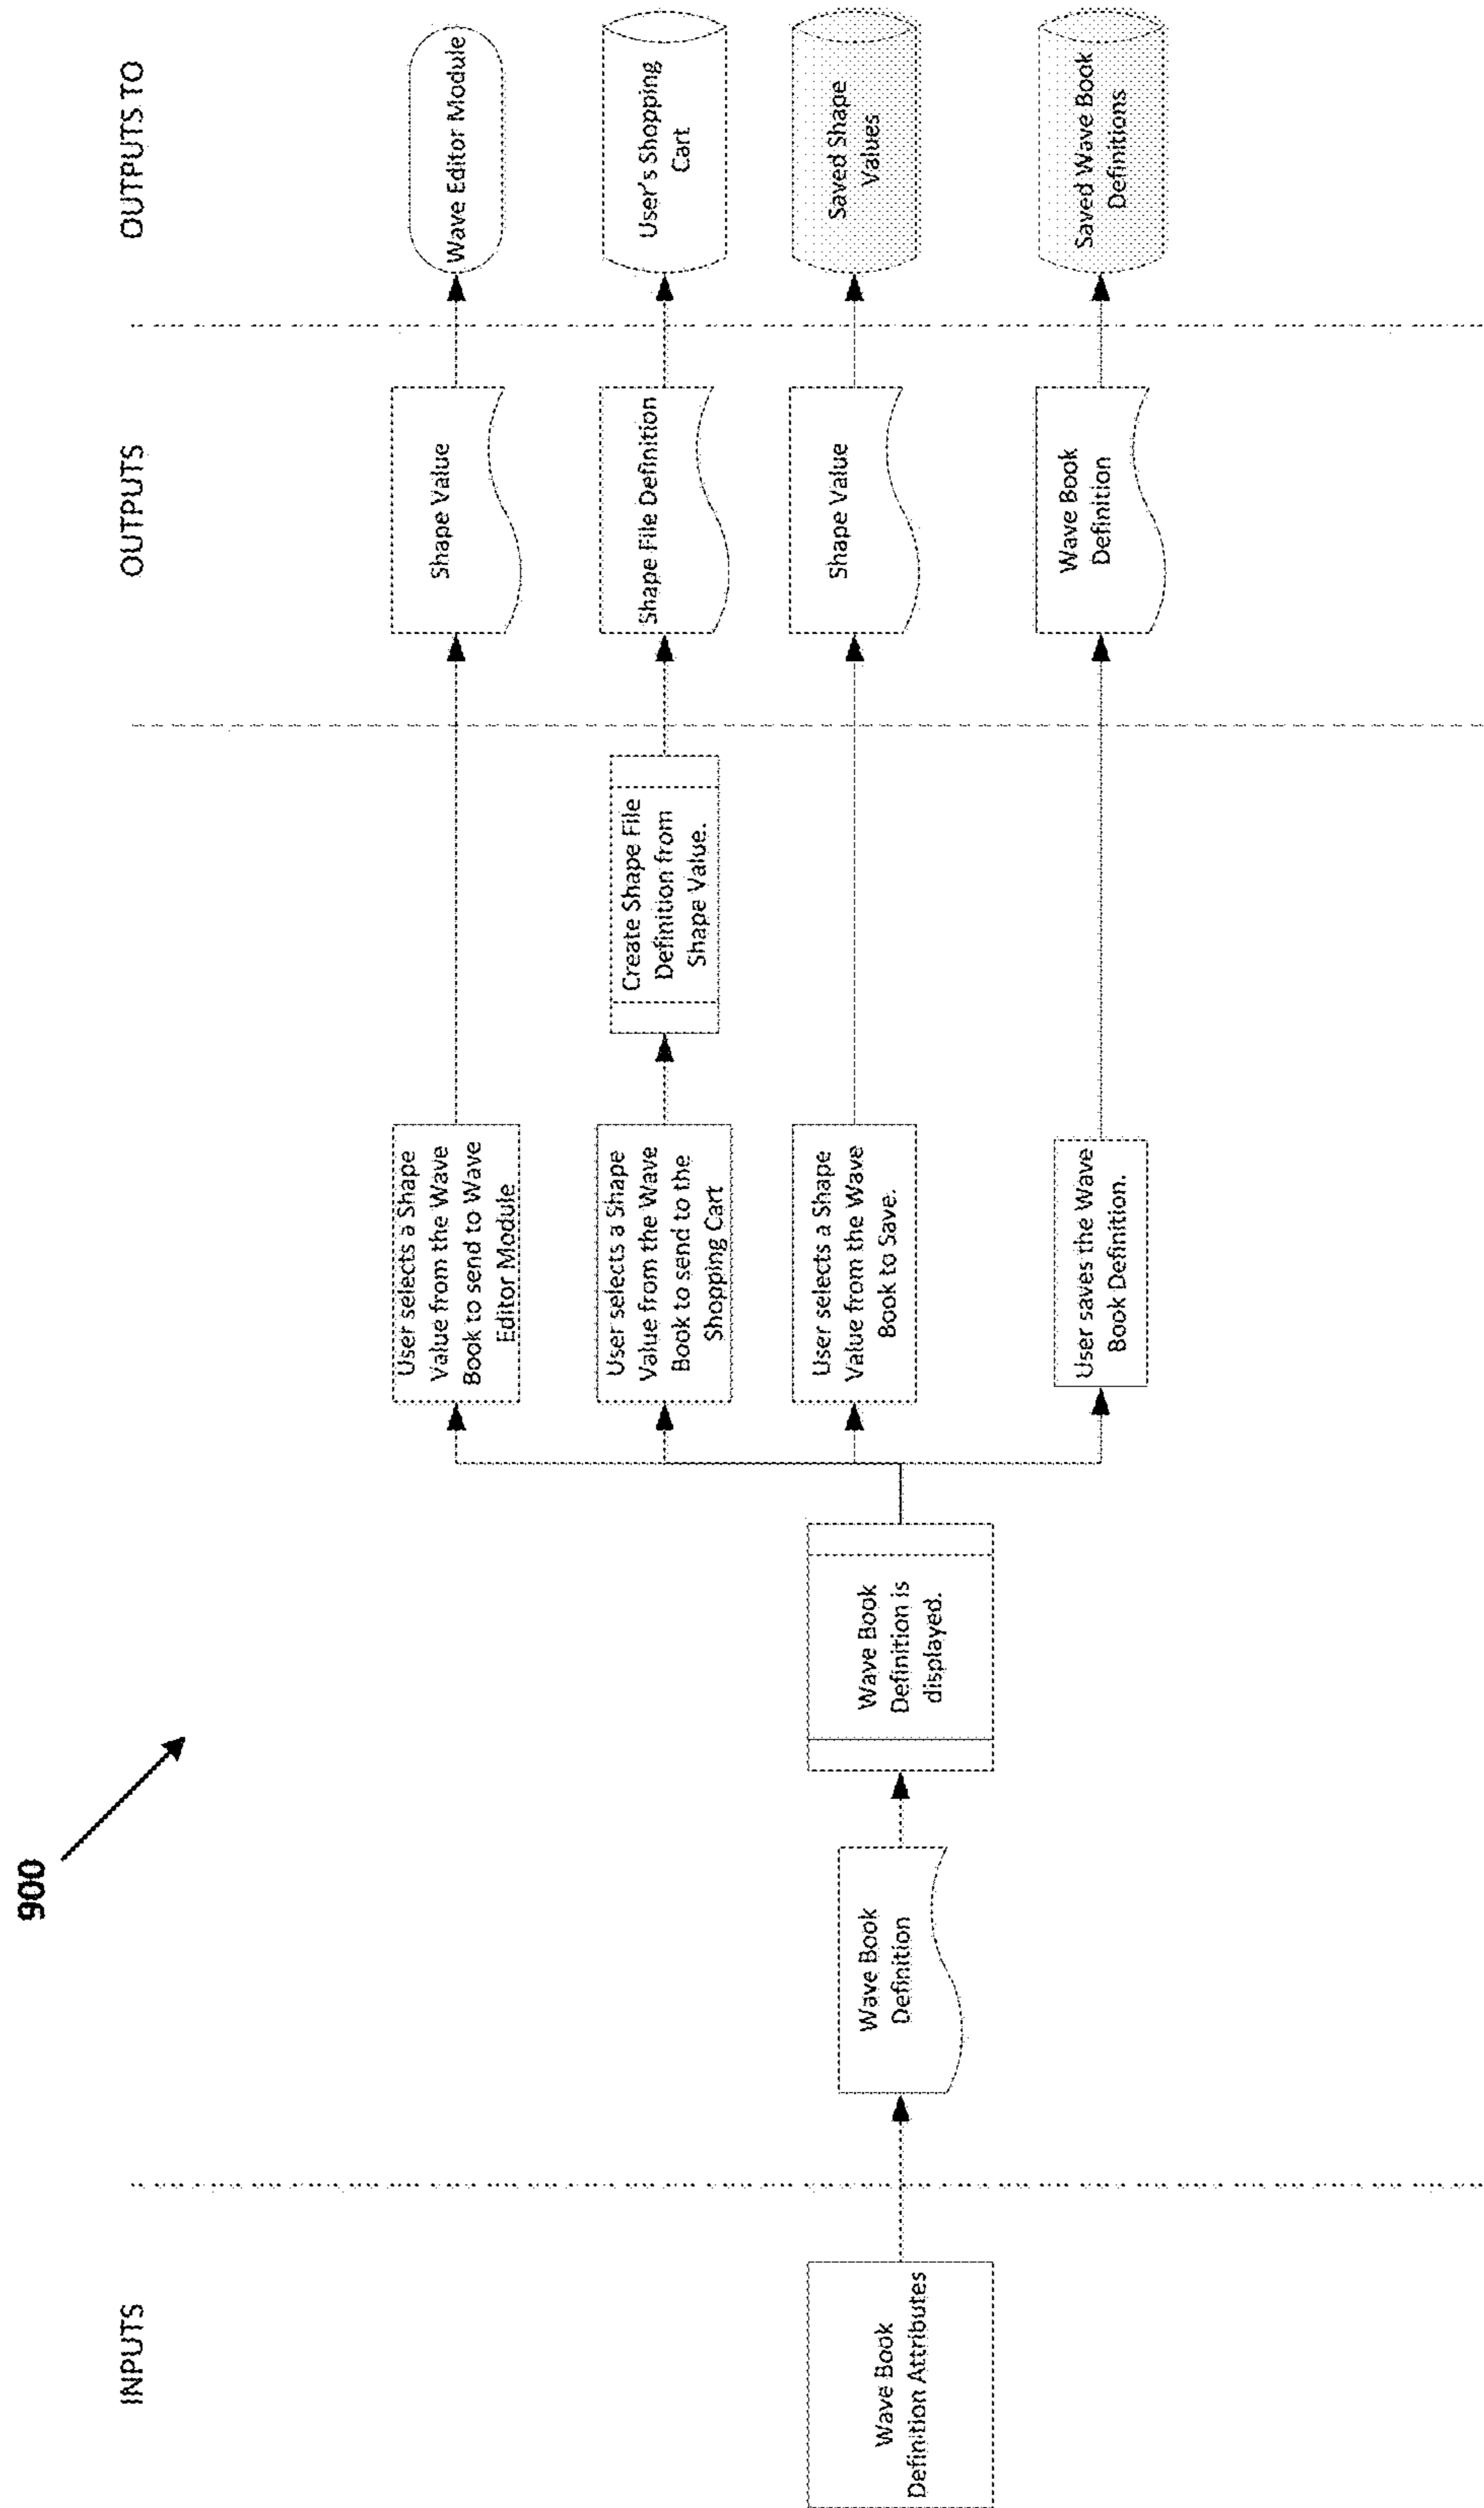 900
INPUTS
OUTPUTS
OUTPUTS TO
Wave Book
Definition Attributes
Wave Book
Definition
Wave Book
Definition is
displayed.
User selects a Shape
Value from the Wave
Book to send to Wave
Editor Module
Shape Value
Wave Editor Module
User selects a Shape
Value from the Wave
Book to send to the
Shopping Cart
Create Shape File
Definition from
Shape Value.
Shape File Definition
User's Shopping
Cart
User selects a Shape
Value from the Wave
Book to Save.
Shape Value
Saved Shape
Values
User saves the Wave
Book Definition.
Wave Book
Definition
Saved Wave Book
Definitions